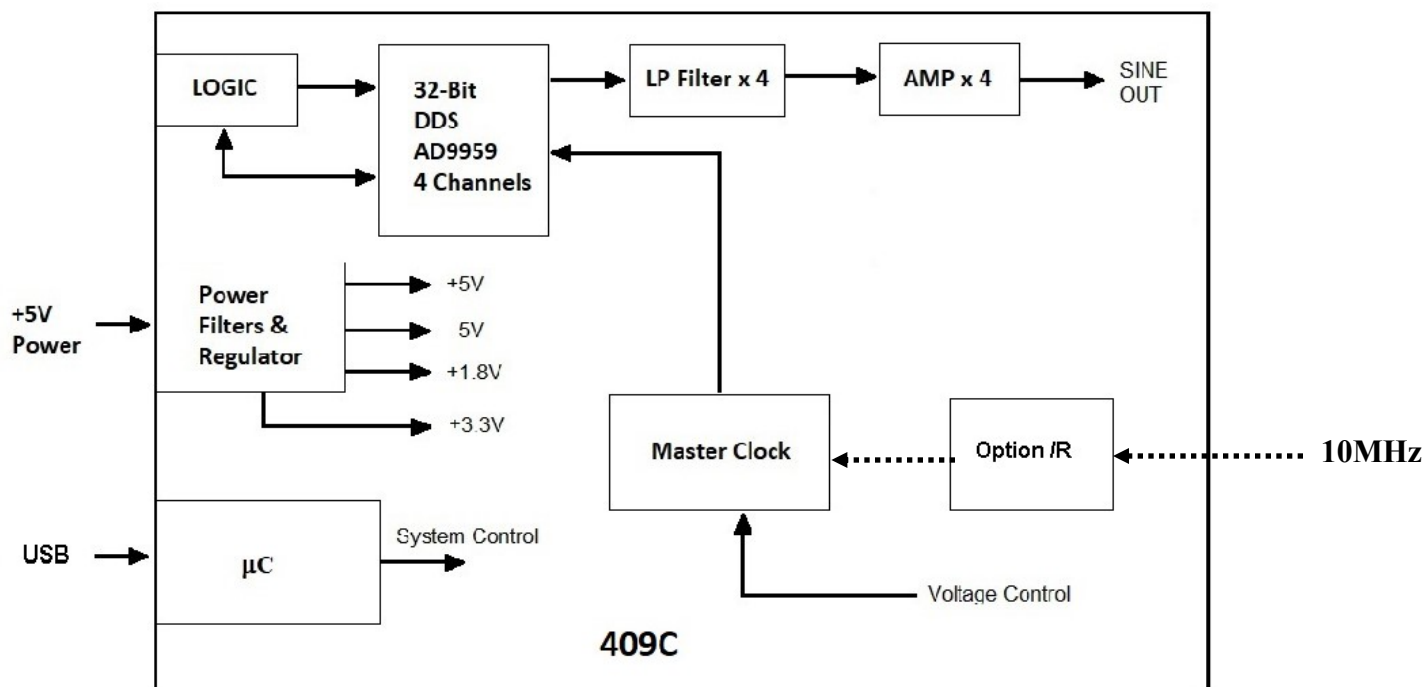 LOGIC
32-Bit
DDS
AD9959
4 Channels
LP Filter x 4
AMP x 4
SINE
OUT
+5V
Power
Power
Filters &
Regulator
+5V
5V
+1.8V
+3.3V
Master Clock
Option /R
10MHz
USB
µC
System Control
Voltage Control
409C